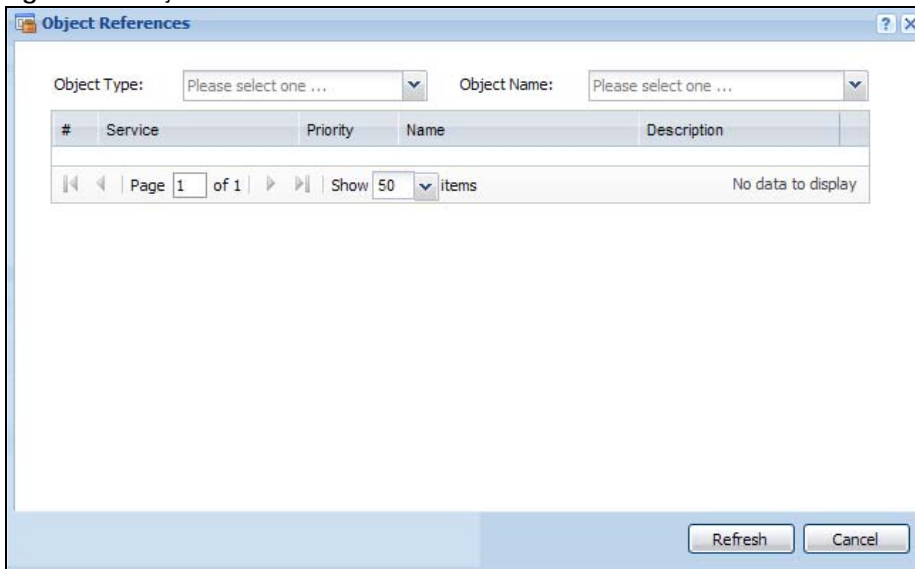 Object References
Object Type: Please select one ... Object Name: Please select one ...
# Service Priority Name Description
Page 1 of 1 Show 50 items No data to display
Refresh Cancel